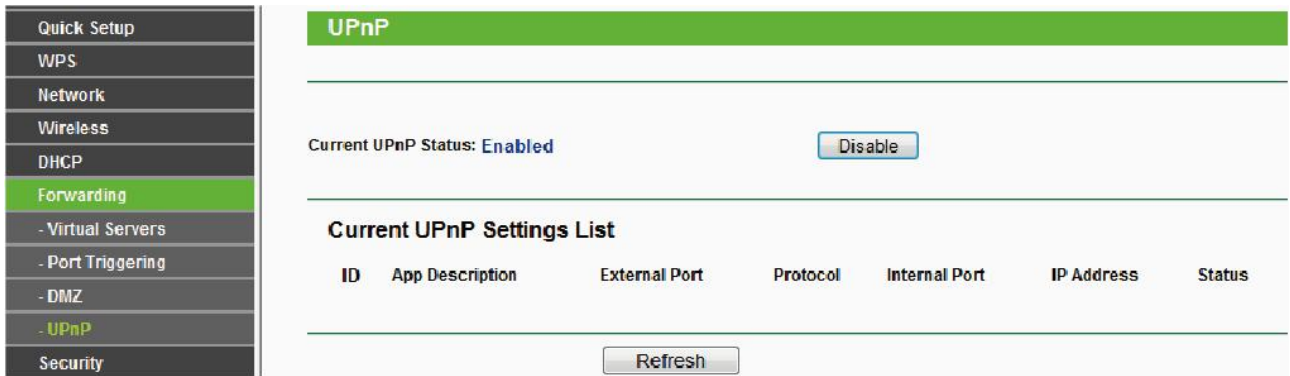 Quick Setup
WPS
Network
Wireless
DHCP
Forwarding
- Virtual Servers
- Port Triggering
- DMZ
- UPnP
Security
UPnP
Current UPnP Status: Enabled Disable
Current UPnP Settings List
ID App Description External Port Protocol Internal Port IP Address Status
Refresh